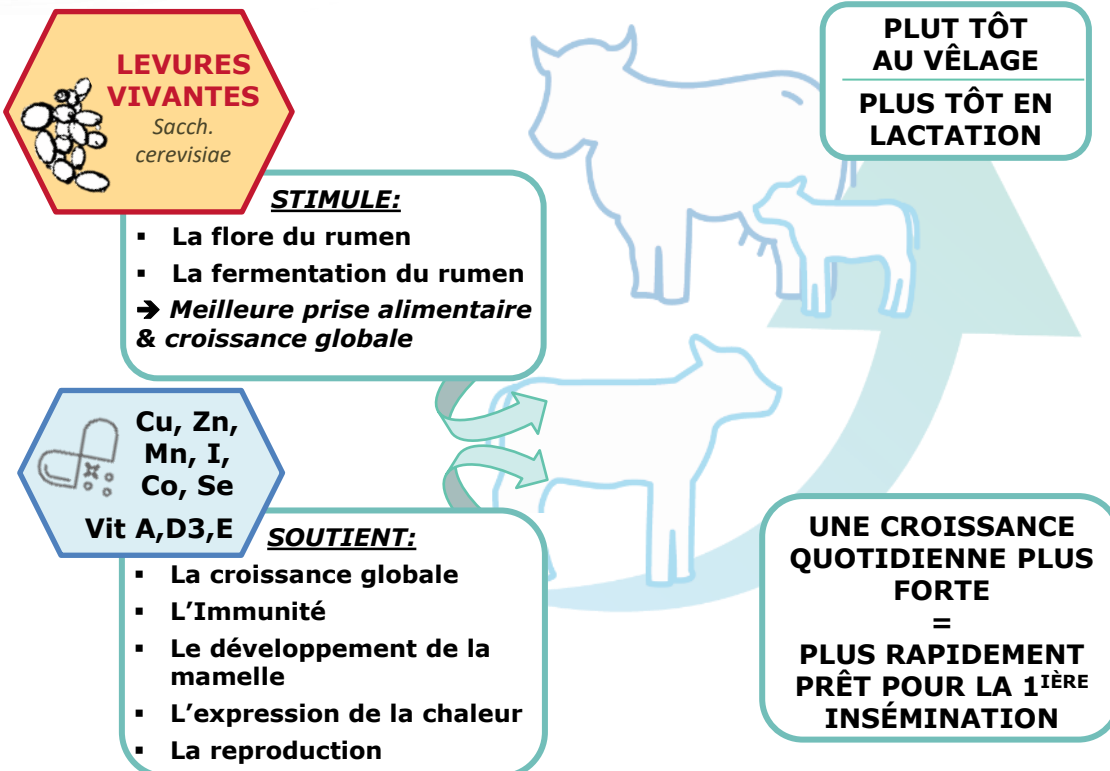 LEVURES
VIVANTES
Sacch.
cerevisiae
STIMULE:
▪ La flore du rumen
▪ La fermentation du rumen
➔ Meilleure prise alimentaire
& croissance globale
Cu, Zn,
Mn, I,
Co, Se
Vit A,D3,E
SOUTIENT:
▪ La croissance globale
▪ L’Immunité
▪ Le développement de la
mamelle
▪ L’expression de la chaleur
▪ La reproduction
PLUT TÔT
AU VÊLAGE
PLUS TÔT EN
LACTATION
UNE CROISSANCE
QUOTIDIENNE PLUS
FORTE
=
PLUS RAPIDEMENT
PRÊT POUR LA 1IÈRE
INSÉMINATION